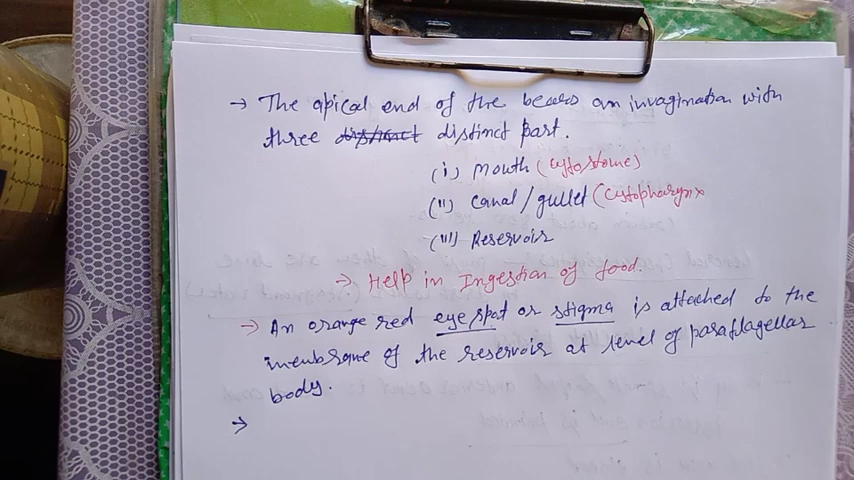 → The apical end of the bears an invagination with
three distinct distinct part.
(i) Mouth (cytostome)
(ii) canal/gullet (cytopharynx
(iii) Reservoir
→ Help in Ingestion of food.
→ An orange red eye spot or stigma is attached to the
membrane of the reservoir at level of paraflagellar
body.
→